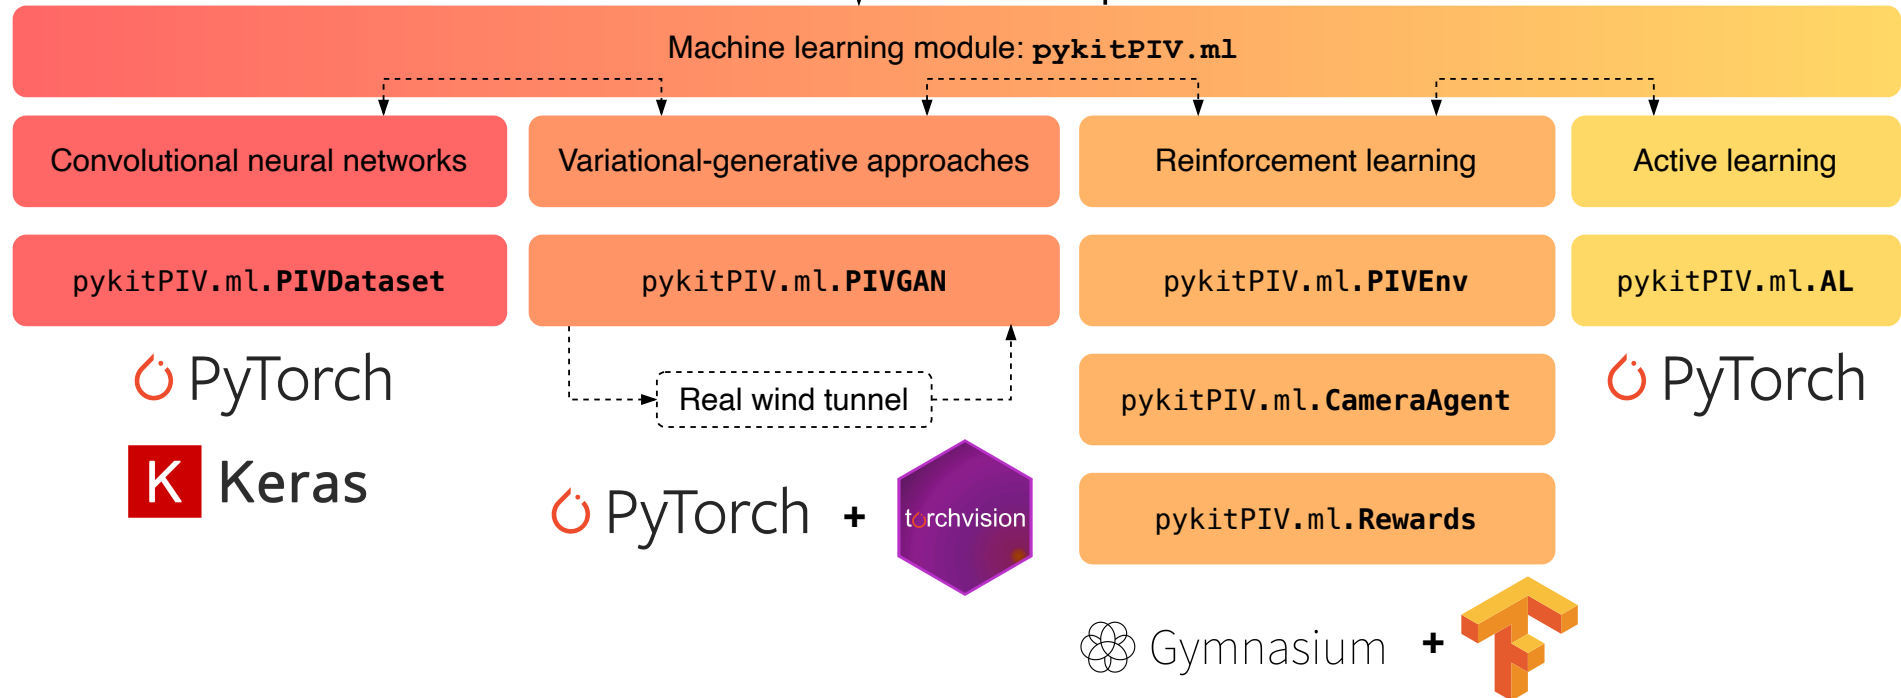 Machine learning module: pykitPIV.ml
Convolutional neural networks
Variational-generative approaches
Reinforcement learning
Active learning
pykitPIV.ml.PIVDataset
pykitPIV.ml.PIVGAN
pykitPIV.ml.PIVEnv
pykitPIV.ml.AL
PyTorch
Real wind tunnel
pykitPIV.ml.CameraAgent
PyTorch
K Keras
PyTorch +
torchvision
pykitPIV.ml.Rewards
Gymnasium +